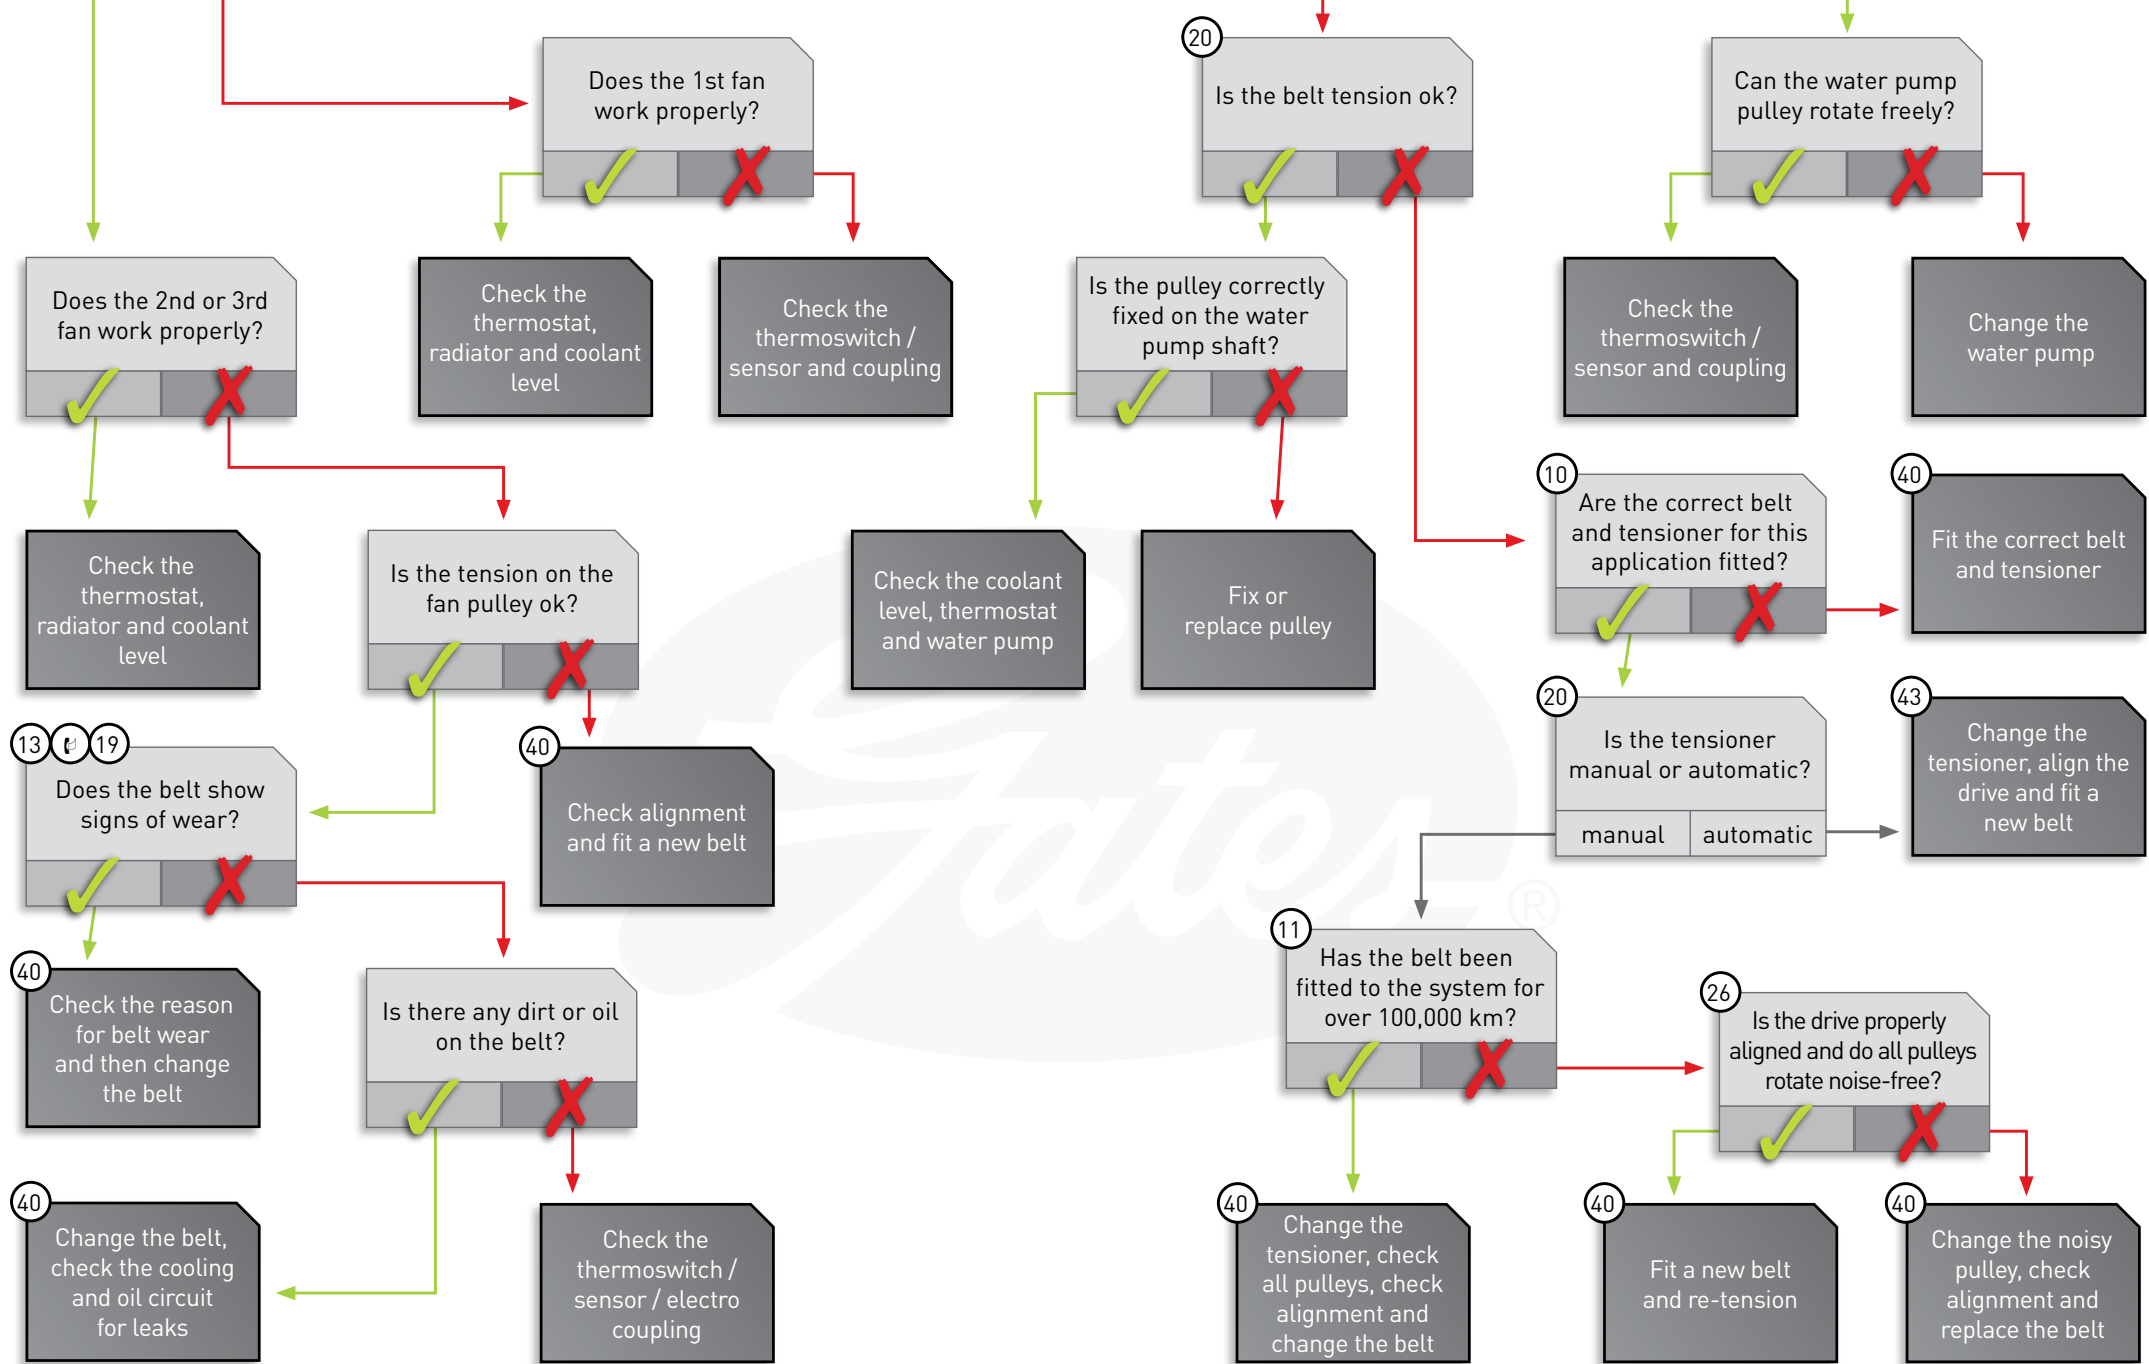 Does the 1st fan
work properly?
20
Is the belt tension ok?
Can the water pump
pulley rotate freely?
Does the 2nd or 3rd
fan work properly?
Check the
thermostat,
radiator and coolant
level
Check the
thermoswitch /
sensor and coupling
Is the pulley correctly
fixed on the water
pump shaft?
Check the
thermoswitch /
sensor and coupling
Change the
water pump
Check the
thermostat,
radiator and coolant
level
Is the tension on the
fan pulley ok?
Check the coolant
level, thermostat
and water pump
Fix or
replace pulley
10
Are the correct belt
and tensioner for this
application fitted?
40
Fit the correct belt
and tensioner
20
Is the tensioner
manual or automatic?
manual automatic
43
Change the
tensioner, align the
drive and fit a
new belt
13 19
Does the belt show
signs of wear?
40
Check alignment
and fit a new belt
Gates ®
40
Check the reason
for belt wear
and then change
the belt
Is there any dirt or oil
on the belt?
11
Has the belt been
fitted to the system for
over 100,000 km?
26
Is the drive properly
aligned and do all pulleys
rotate noise-free?
40
Change the belt,
check the cooling
and oil circuit
for leaks
Check the
thermoswitch /
sensor / electro
coupling
40
Change the
tensioner, check
all pulleys, check
alignment and
change the belt
40
Fit a new belt
and re-tension
40
Change the noisy
pulley, check
alignment and
replace the belt